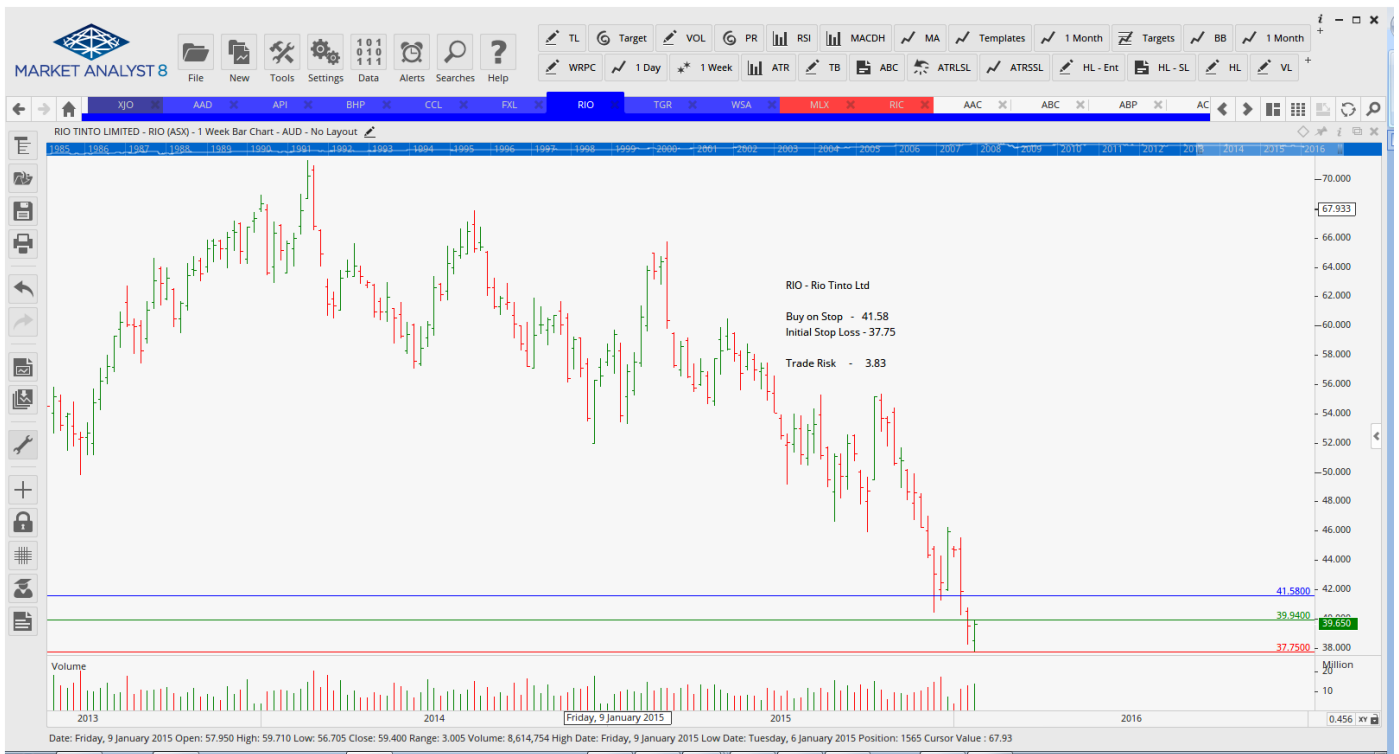 i
TL Target VOL PR RSI MACDH MA Templates 1 Month Targets BB 1 Month +
MARKET ANALYST 8
File New Tools Settings Data Alerts Searches Help
101
010
111
?
WRPC 1 Day 1 Week ATR TB ABC ATRLSL ATRSSL HL - Ent HL - SL HL VL +
XJO AAD API BHP CCL FXL RIO TGR WSA MLX RIC AAC ABC ABP AC
RIO TINTO LIMITED - RIO (ASX) - 1 Week Bar Chart - AUD - No Layout
1985 1986 1987 1988 1989 1990 1991 1992 1993 1994 1995 1996 1997 1998 1999 2000 2001 2002 2003 2004 2005 2006 2007 2008 2009 2010 2011 2012 2013 2014 2015 2016
70.000
67.933
66.000
64.000
62.000
60.000
58.000
56.000
54.000
52.000
50.000
48.000
46.000
44.000
42.000
RIO - Rio Tinto Ltd
Buy on Stop - 41.58
Initial Stop Loss - 37.75
Trade Risk - 3.83
41.5800
39.9400
39.650
37.7500
38.000
Volume
Million
20
10
2013 2014 Friday, 9 January 2015 2015 2016 0.456 XY
Date: Friday, 9 January 2015 Open: 57.950 High: 59.710 Low: 56.705 Close: 59.400 Range: 3.005 Volume: 8,614,754 High Date: Friday, 9 January 2015 Low Date: Tuesday, 6 January 2015 Position: 1565 Cursor Value : 67.93